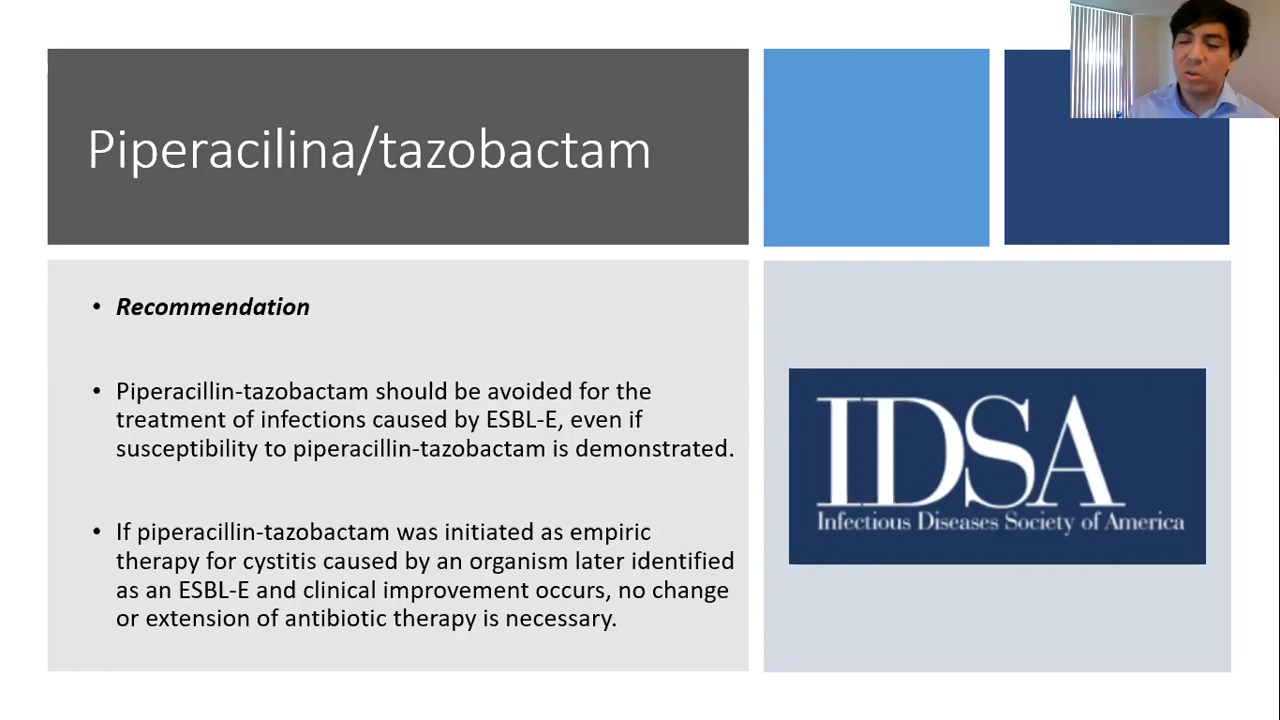 Piperacilina/tazobactam
• Recommendation
• Piperacillin-tazobactam should be avoided for the
treatment of infections caused by ESBL-E, even if
susceptibility to piperacillin-tazobactam is demonstrated.
• If piperacillin-tazobactam was initiated as empiric
therapy for cystitis caused by an organism later identified
as an ESBL-E and clinical improvement occurs, no change
or extension of antibiotic therapy is necessary.
IDSA
Infectious Diseases Society of America